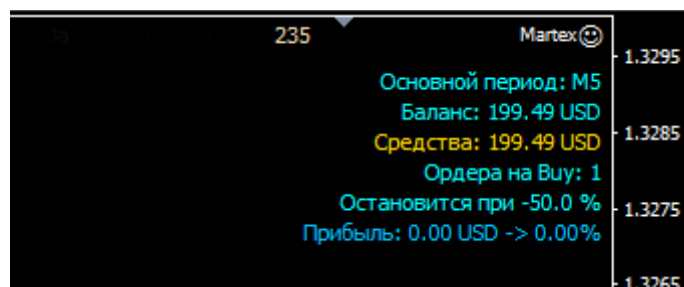 235 Martex
1.3295
Основной период: M5
Баланс: 199.49 USD
Средства: 199.49 USD
1.3285
Ордера на Buy: 1
Остановится при -50.0 %
1.3275
Прибыль: 0.00 USD -> 0.00%
1.3265